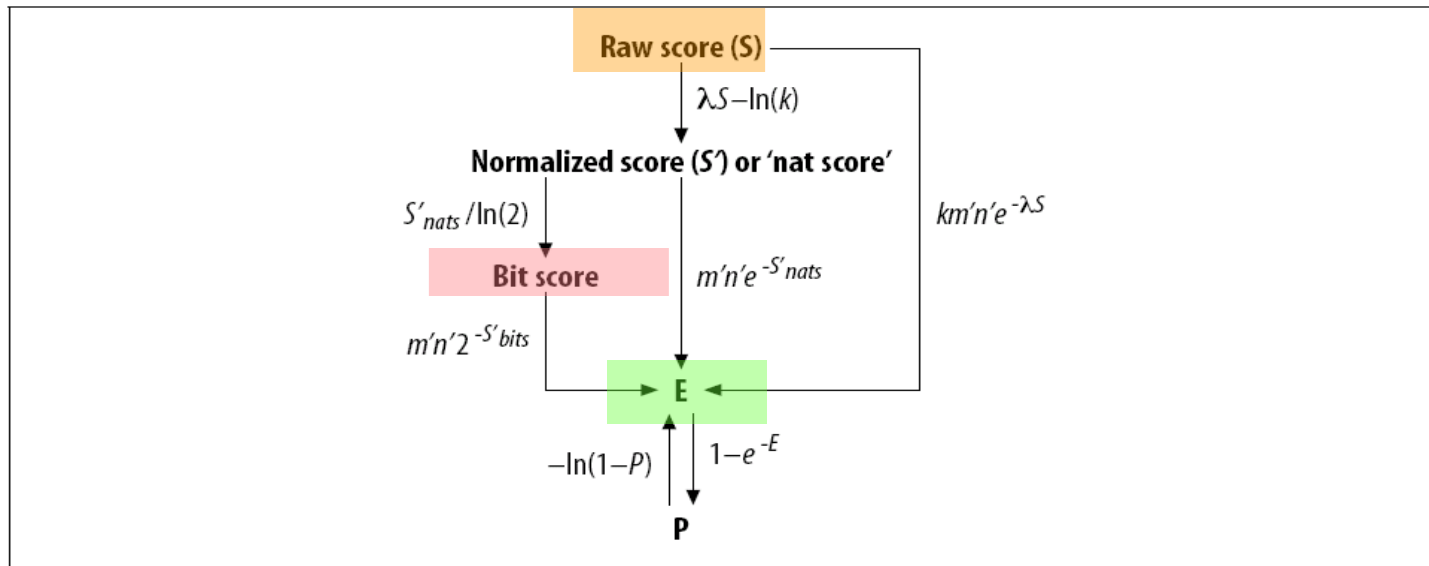 Raw score (S)
λS–ln(k)
Normalized score (S′) or ‘nat score’
S′nats /ln(2)
km′n′e -λS
Bit score
m′n′e -S′nats
m′n′2 -S′bits
E
–ln(1–P)
1–e -E
P